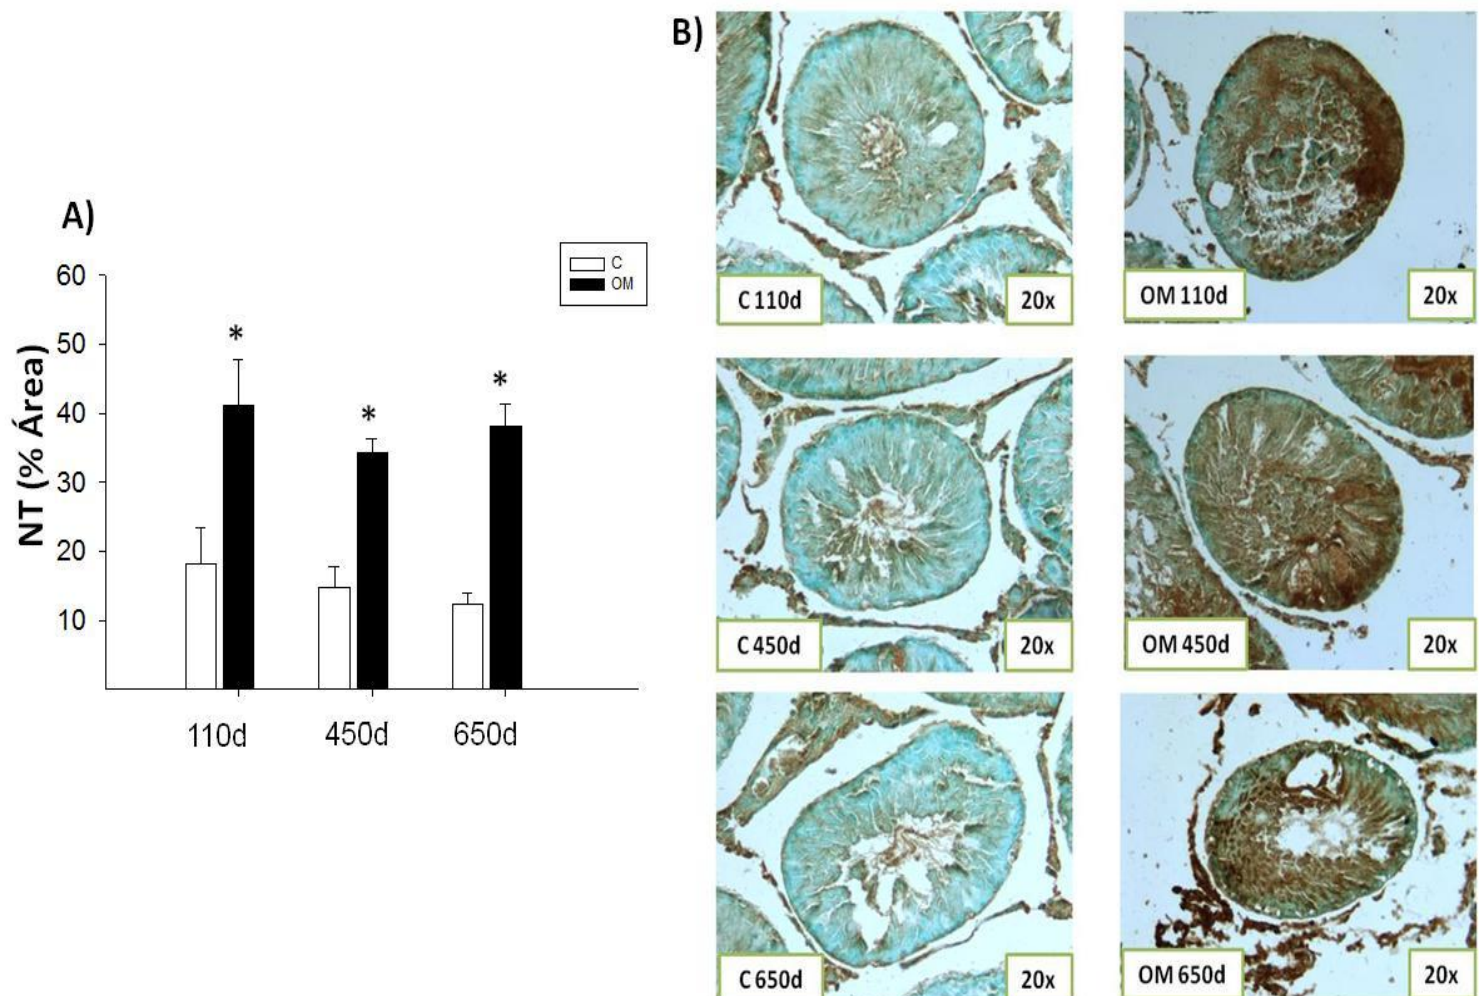 A)
NT (% Área)
60
50
40
30
20
10
*
*
*
C
OM
110d
450d
650d
B)
C 110d
20x
OM 110d
20x
C 450d
20x
OM 450d
20x
C 650d
20x
OM 650d
20x